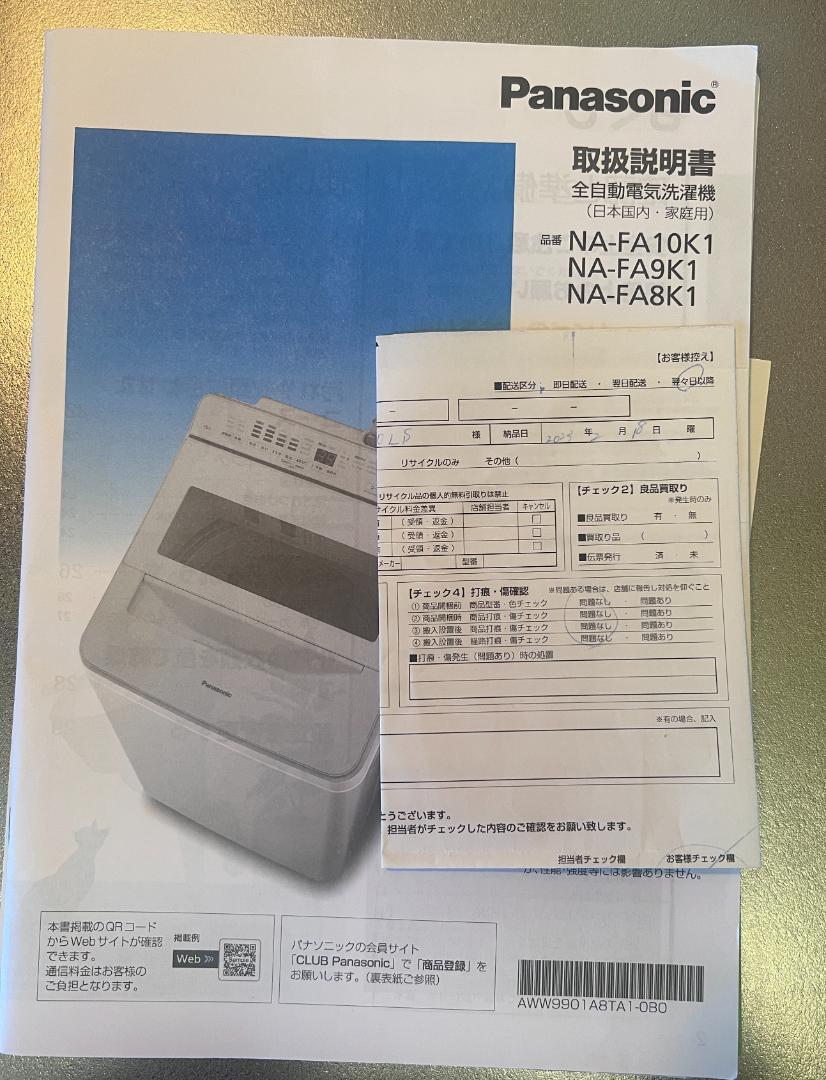 Panasonic®
取扱説明書
全自動電気洗濯機
（日本国内・家庭用）
品番 NA-FA10K1
NA-FA9K1
NA-FA8K1
【お客様控え】
■配送区分： 即日配送 ・ 翌日配送 ・ 翌々日以降
－ － －
様 納品日 2023 年 2 月 18 日 曜
リサイクルのみ その他（ ）
リサイクル品の個人的無料引取りは禁止
イクル料金差異 店舗担当者 キャンセル
（受領・返金） □
（受領・返金） □
（受領・返金） □
メーカー 型番
【チェック2】良品買取り
※発生時のみ
■良品買取り 有 ・ 無
■買取り品 （ ）
■伝票発行 済 ・ 未
【チェック4】打痕・傷確認 ※問題ある場合は、店舗に報告し対処を仰ぐこと
① 商品開梱前 商品型番・色チェック 問題なし ・ 問題あり
② 商品開梱時 商品打痕・傷チェック 問題なし ・ 問題あり
③ 搬入設置後 商品打痕・傷チェック 問題なし ・ 問題あり
④ 搬入設置後 経路打痕・傷チェック 問題なし ・ 問題あり
■打痕・傷発生（問題あり）時の処置
※有の場合、記入
とうございます。
担当者がチェックした内容のご確認をお願い致します。
担当者チェック欄 お客様チェック欄
が、性能・強度等には影響ありません。
Panasonic
本書掲載のQRコード
からWebサイトが確認
できます。
通信料金はお客様の
ご負担となります。
掲載例
Web
Sample
パナソニックの会員サイト
「CLUB Panasonic」で「商品登録」を
お願いします。（裏表紙ご参照）
AWW9901A8TA1-0B0